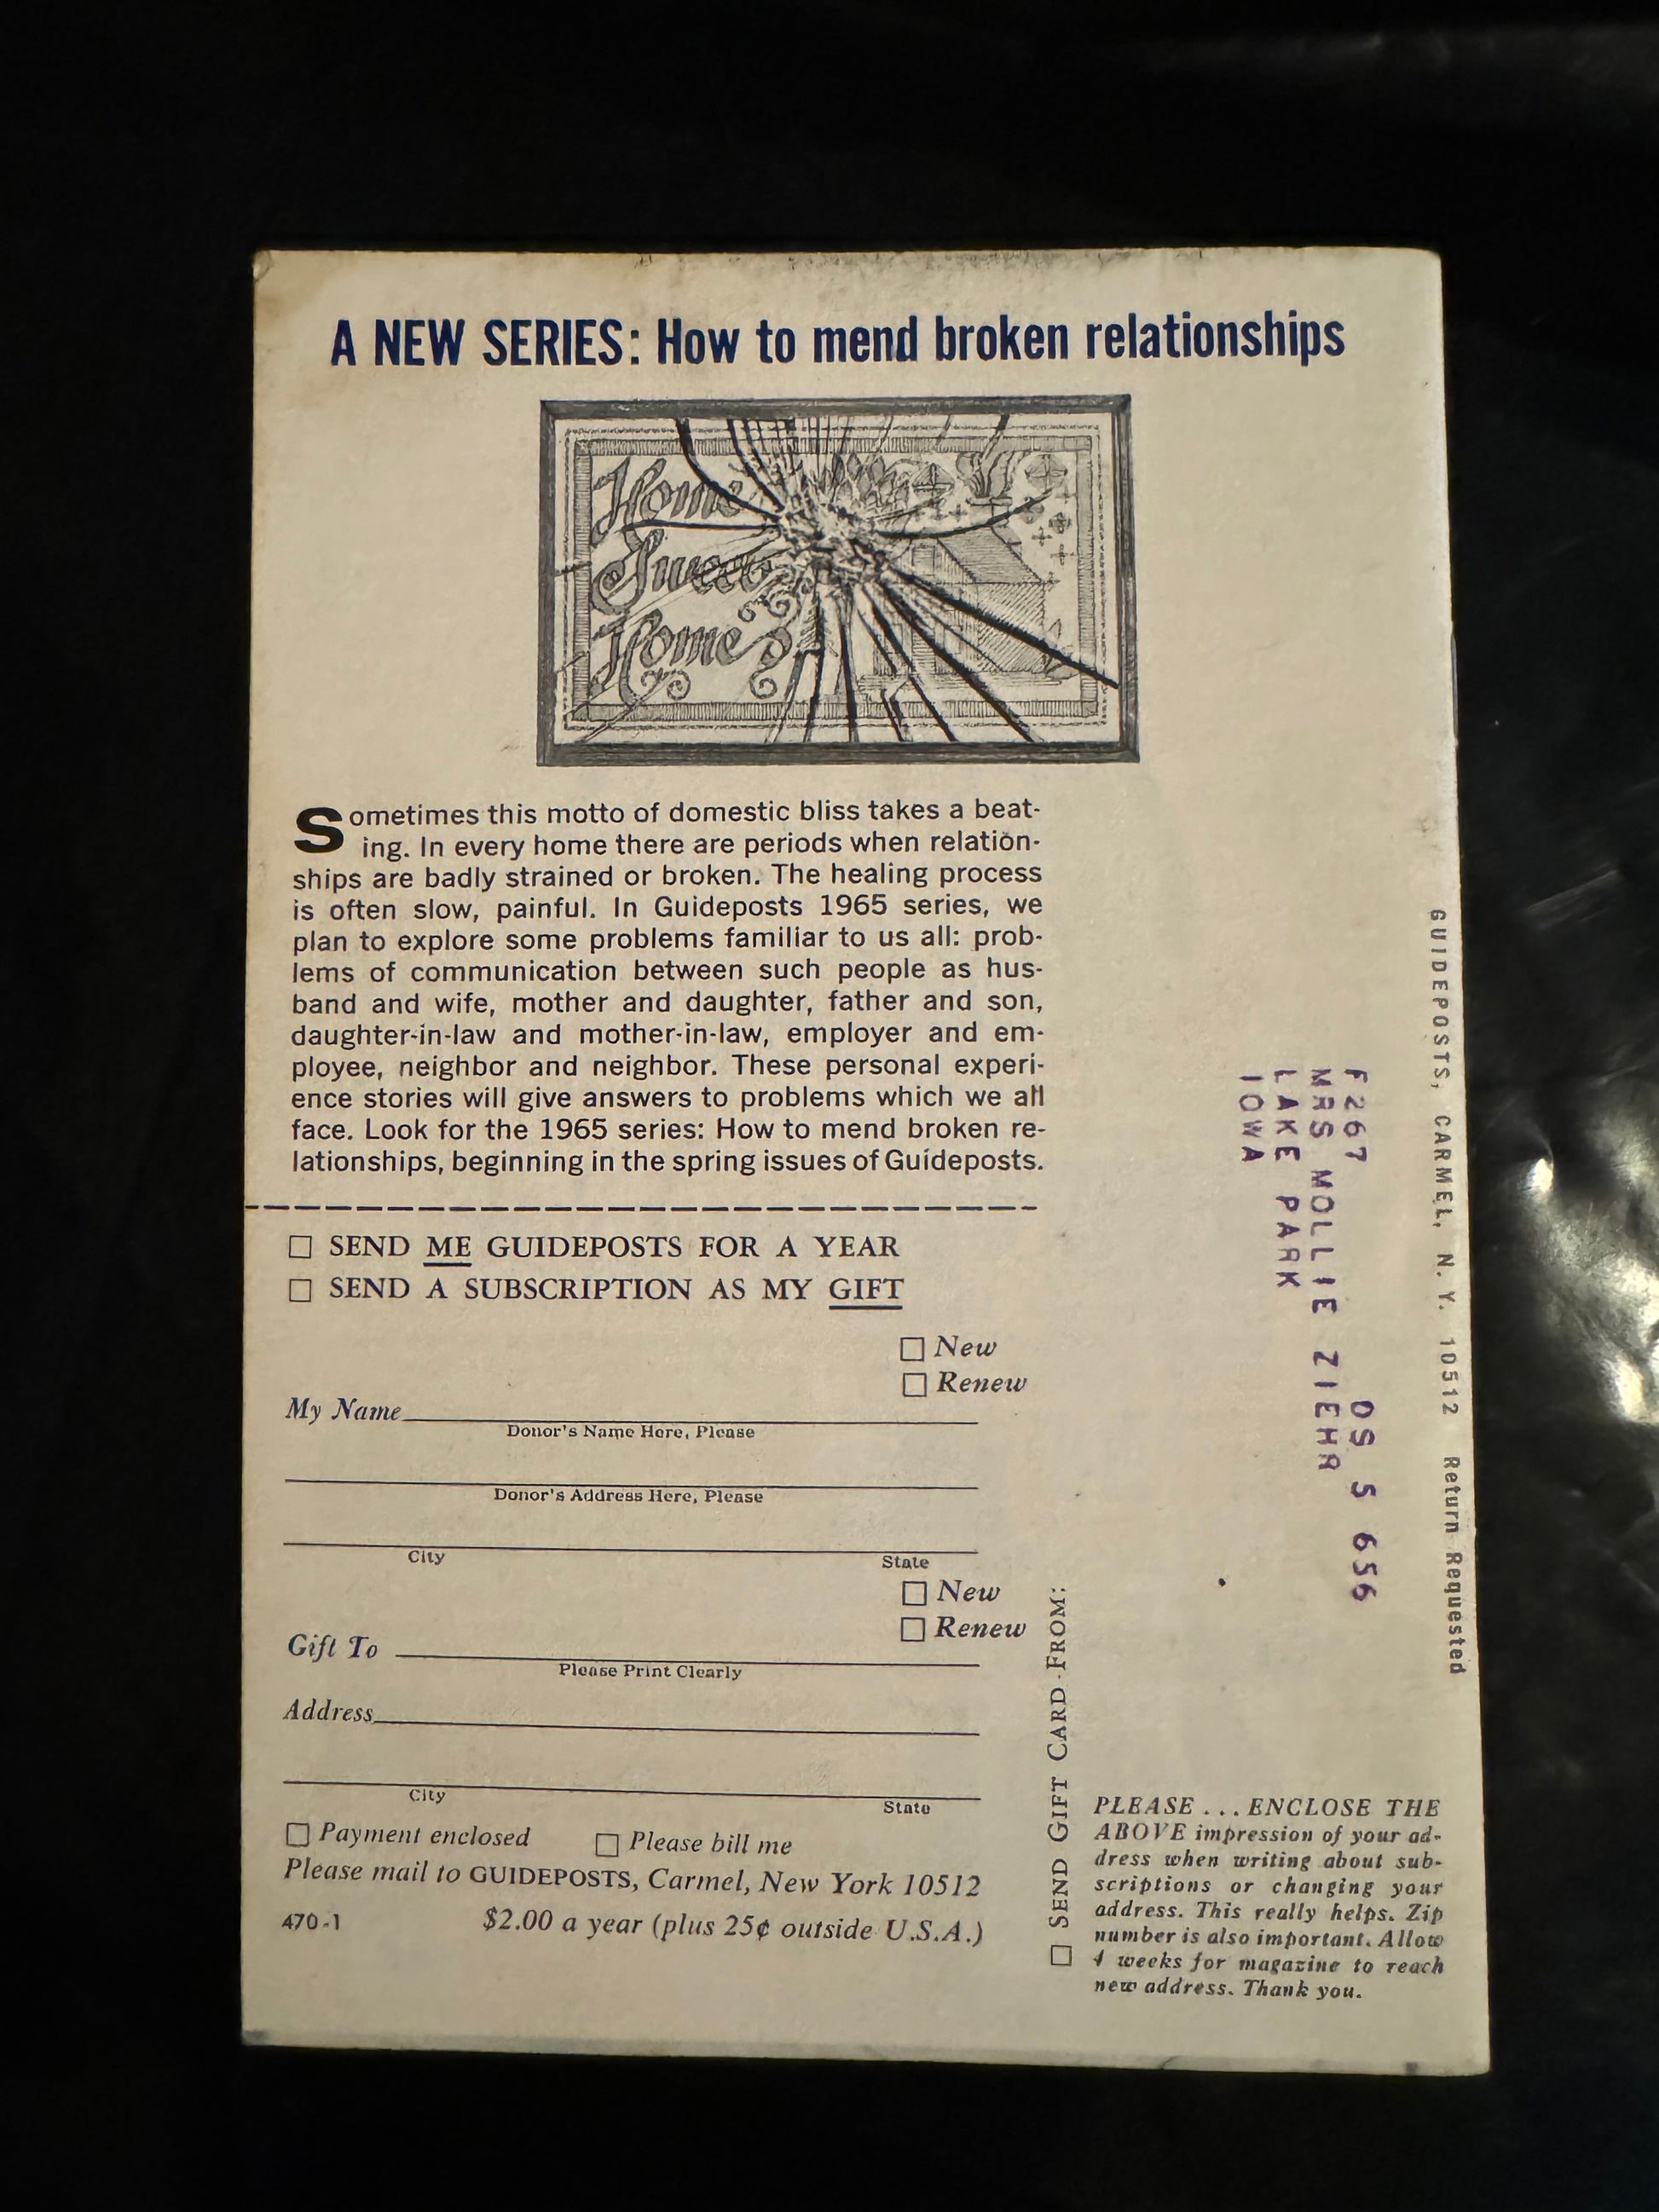 A NEW SERIES: How to mend broken relationships
Home
Sweet
Home
Sometimes this motto of domestic bliss takes a beat-
ing. In every home there are periods when relation-
ships are badly strained or broken. The healing process
is often slow, painful. In Guideposts 1965 series, we
plan to explore some problems familiar to us all: prob-
lems of communication between such people as hus-
band and wife, mother and daughter, father and son,
daughter-in-law and mother-in-law, employer and em-
ployee, neighbor and neighbor. These personal experi-
ence stories will give answers to problems which we all
face. Look for the 1965 series: How to mend broken re-
lationships, beginning in the spring issues of Guideposts.
☐ SEND ME GUIDEPOSTS FOR A YEAR
☐ SEND A SUBSCRIPTION AS MY GIFT
☐ New
☐ Renew
My Name
Donor's Name Here, Please
Donor's Address Here, Please
City State
☐ New
☐ Renew
Gift To
Please Print Clearly
Address
City State
☐ Payment enclosed ☐ Please bill me
Please mail to GUIDEPOSTS, Carmel, New York 10512
470-1 $2.00 a year (plus 25¢ outside U.S.A.)
☐ SEND GIFT CARD FROM:
GUIDEPOSTS, CARMEL, N. Y. 10512 Return Requested
F267 OS 5 656
MRS MOLLIE ZIEHR
LAKE PARK
IOWA
PLEASE ... ENCLOSE THE
ABOVE impression of your ad-
dress when writing about sub-
scriptions or changing your
address. This really helps. Zip
number is also important. Allow
4 weeks for magazine to reach
new address. Thank you.